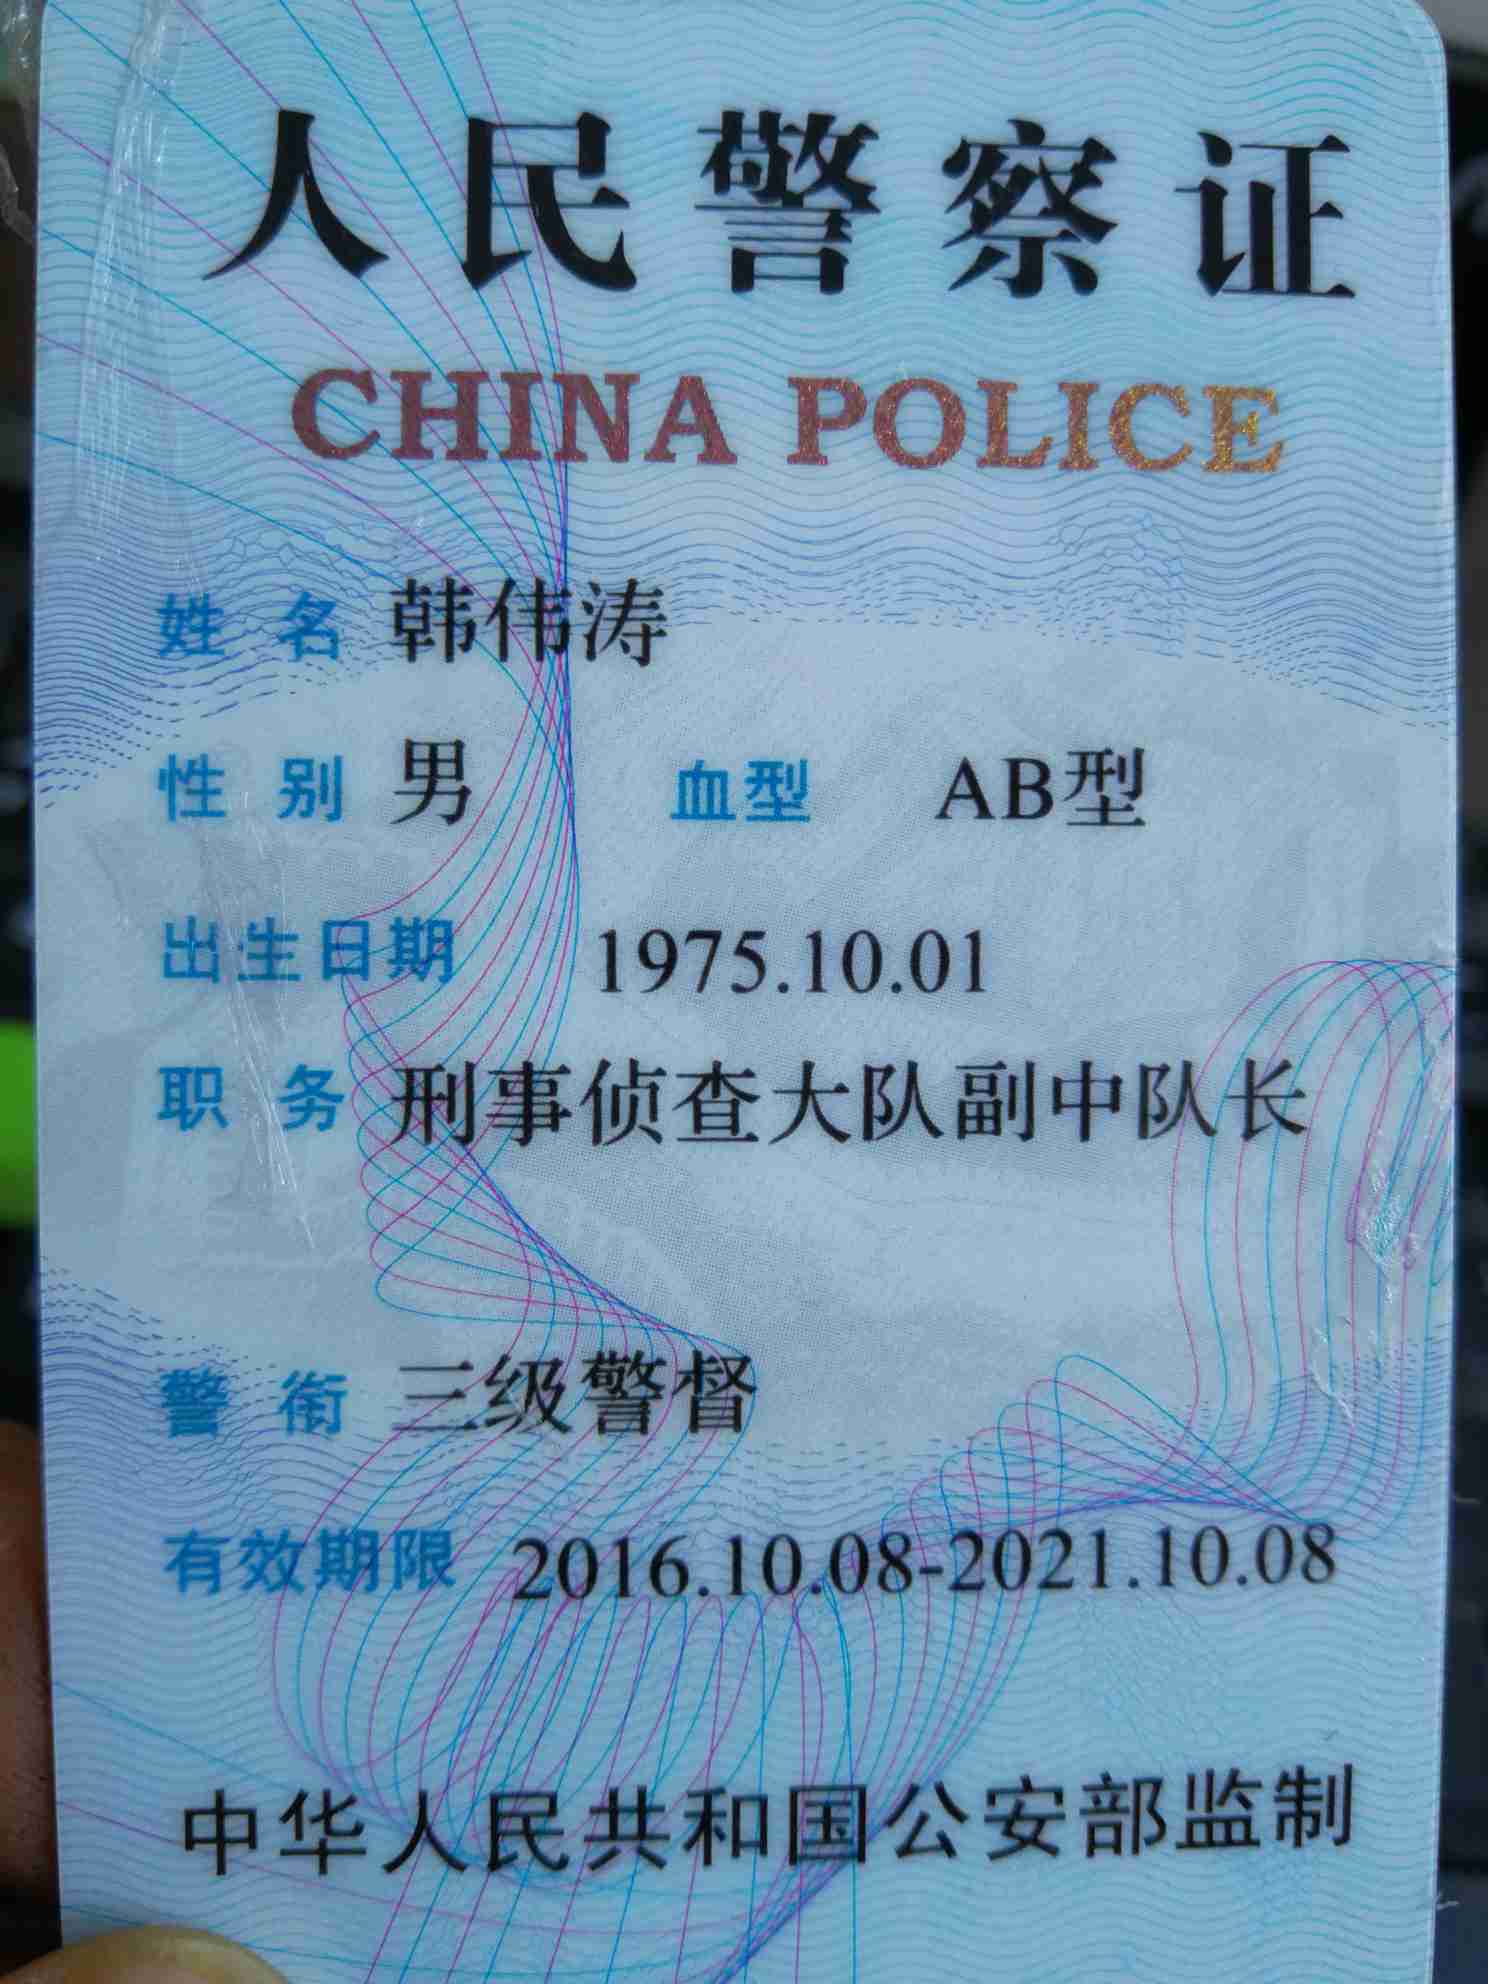 人民警察证
CHINA POLICE
姓名 韩伟涛
性别 男 血型 AB型
出生日期 1975.10.01
职务 刑事侦查大队副中队长
警衔 三级警督
有效期限 2016.10.08-2021.10.08
中华人民共和国公安部监制